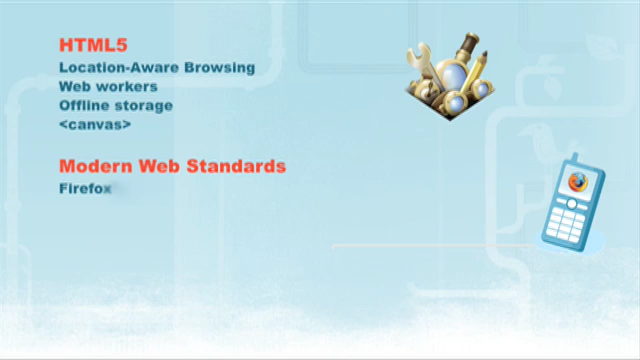 HTML5
Location-Aware Browsing
Web workers
Offline storage
<canvas>
Modern Web Standards
Firefox